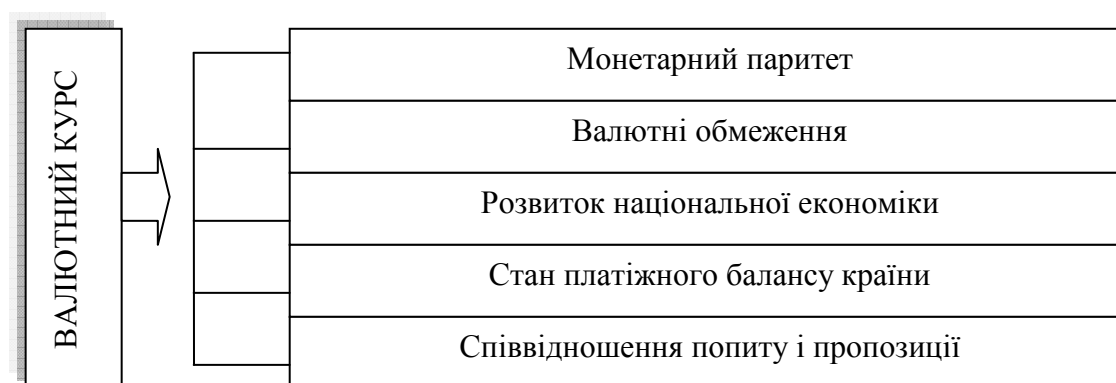 ВАЛЮТНИЙ КУРС
Монетарний паритет
Валютні обмеження
Розвиток національної економіки
Стан платіжного балансу країни
Співвідношення попиту і пропозиції